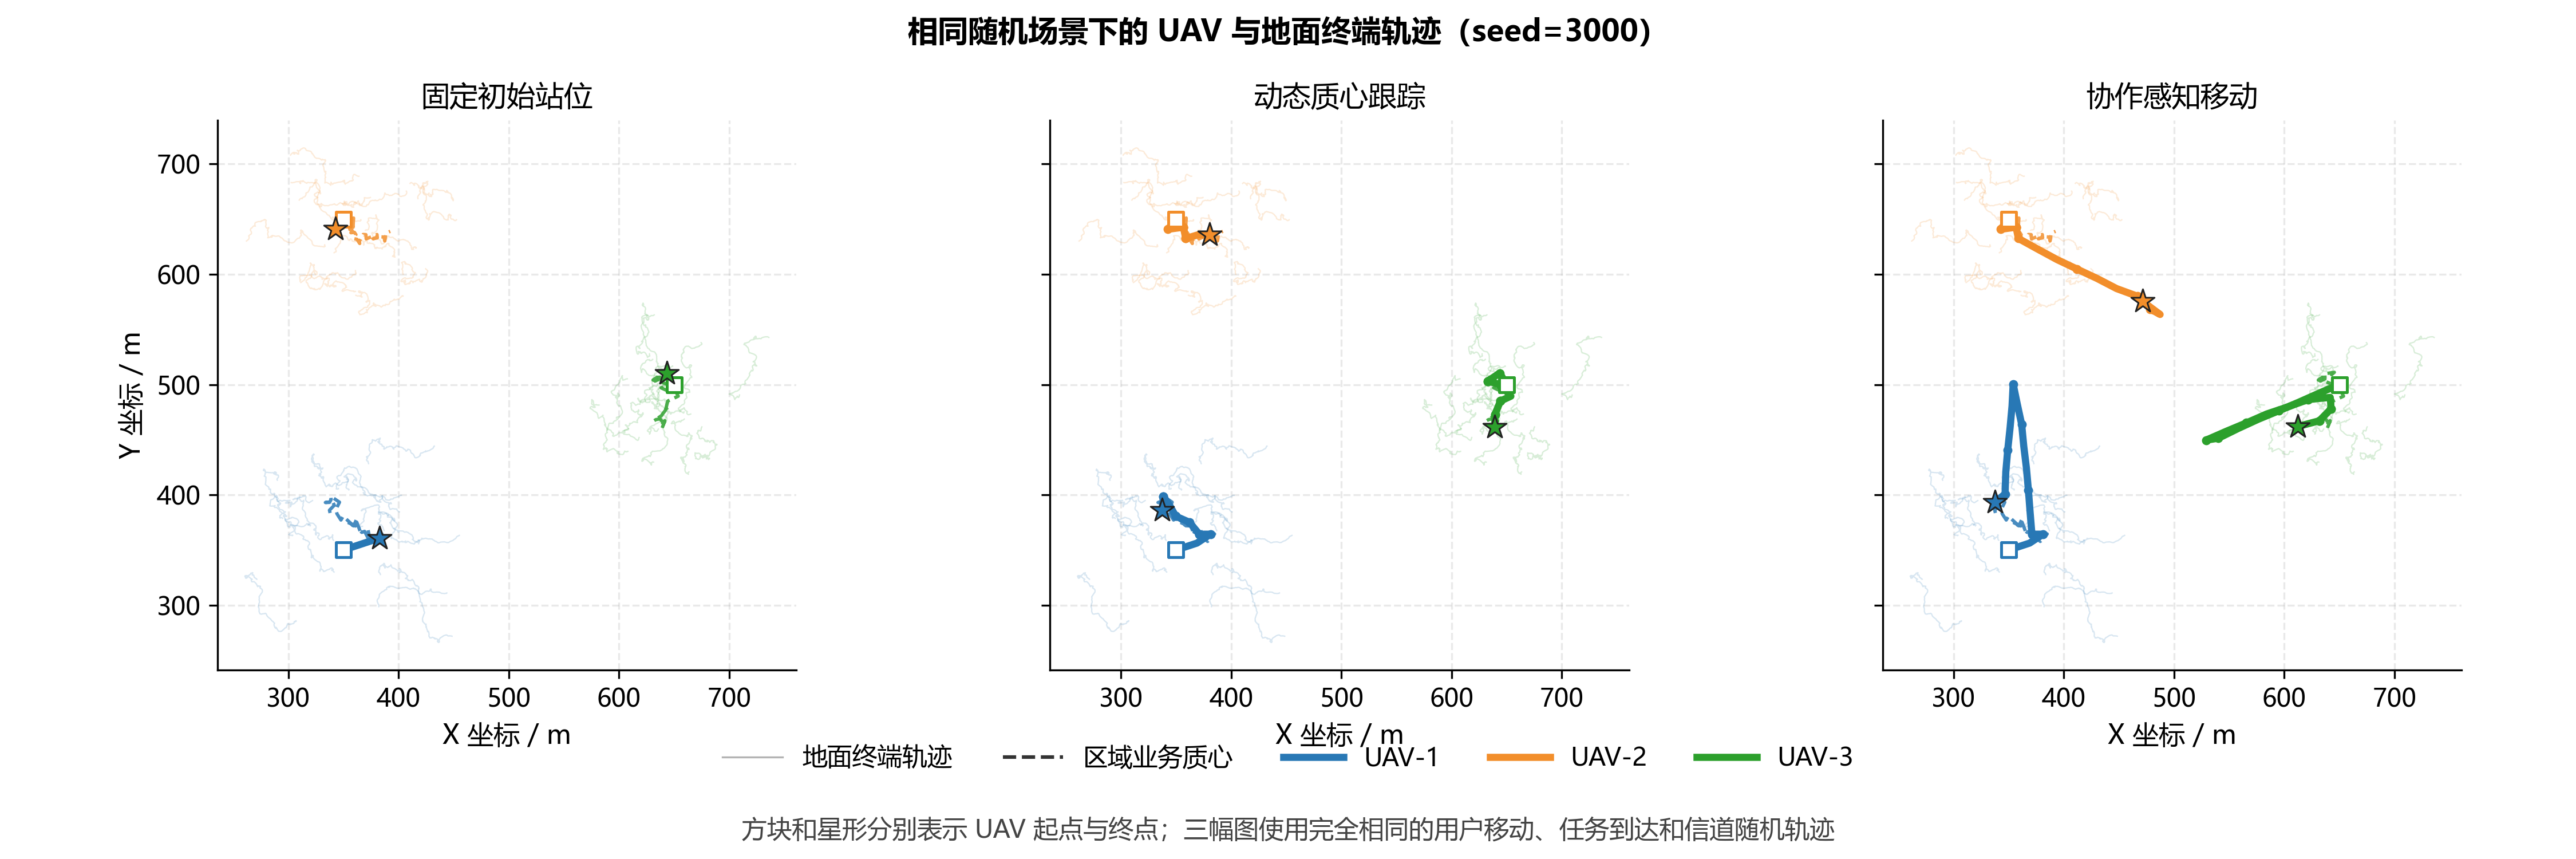 相同随机场景下的 UAV 与地面终端轨迹（seed=3000）
固定初始站位
动态质心跟踪
协作感知移动
Y 坐标 / m
700
600
500
400
300
300 400 500 600 700
300 400 500 600 700
300 400 500 600 700
X 坐标 / m
X 坐标 / m
X 坐标 / m
地面终端轨迹 区域业务质心 UAV-1 UAV-2 UAV-3
方块和星形分别表示 UAV 起点与终点；三幅图使用完全相同的用户移动、任务到达和信道随机轨迹